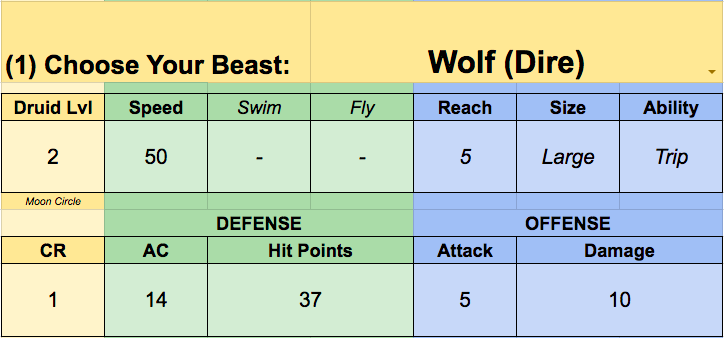 (1) Choose Your Beast: Wolf (Dire)
Druid Lvl Speed Swim Fly Reach Size Ability
2 50 - - 5 Large Trip
Moon Circle
DEFENSE OFFENSE
CR AC Hit Points Attack Damage
1 14 37 5 10